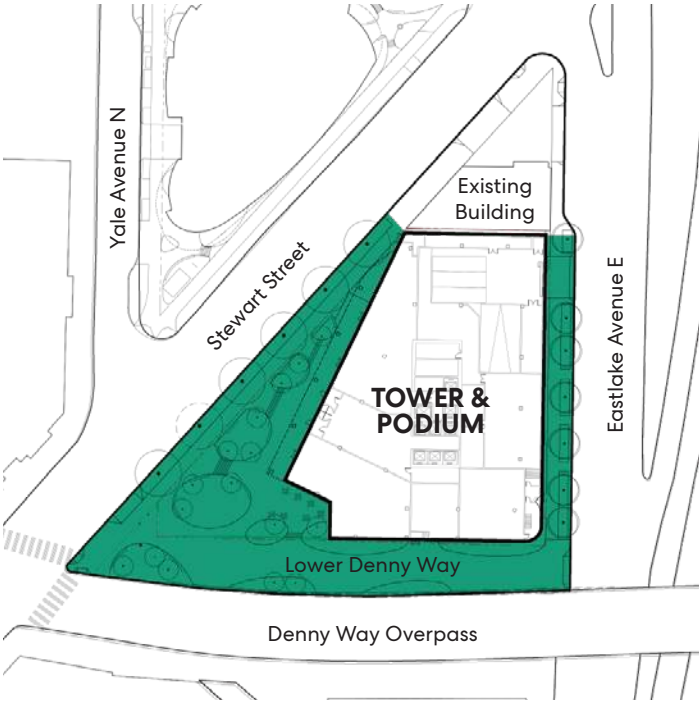 Yale Avenue N
Existing
Building
Stewart Street
Eastlake Avenue E
TOWER &
PODIUM
Lower Denny Way
Denny Way Overpass